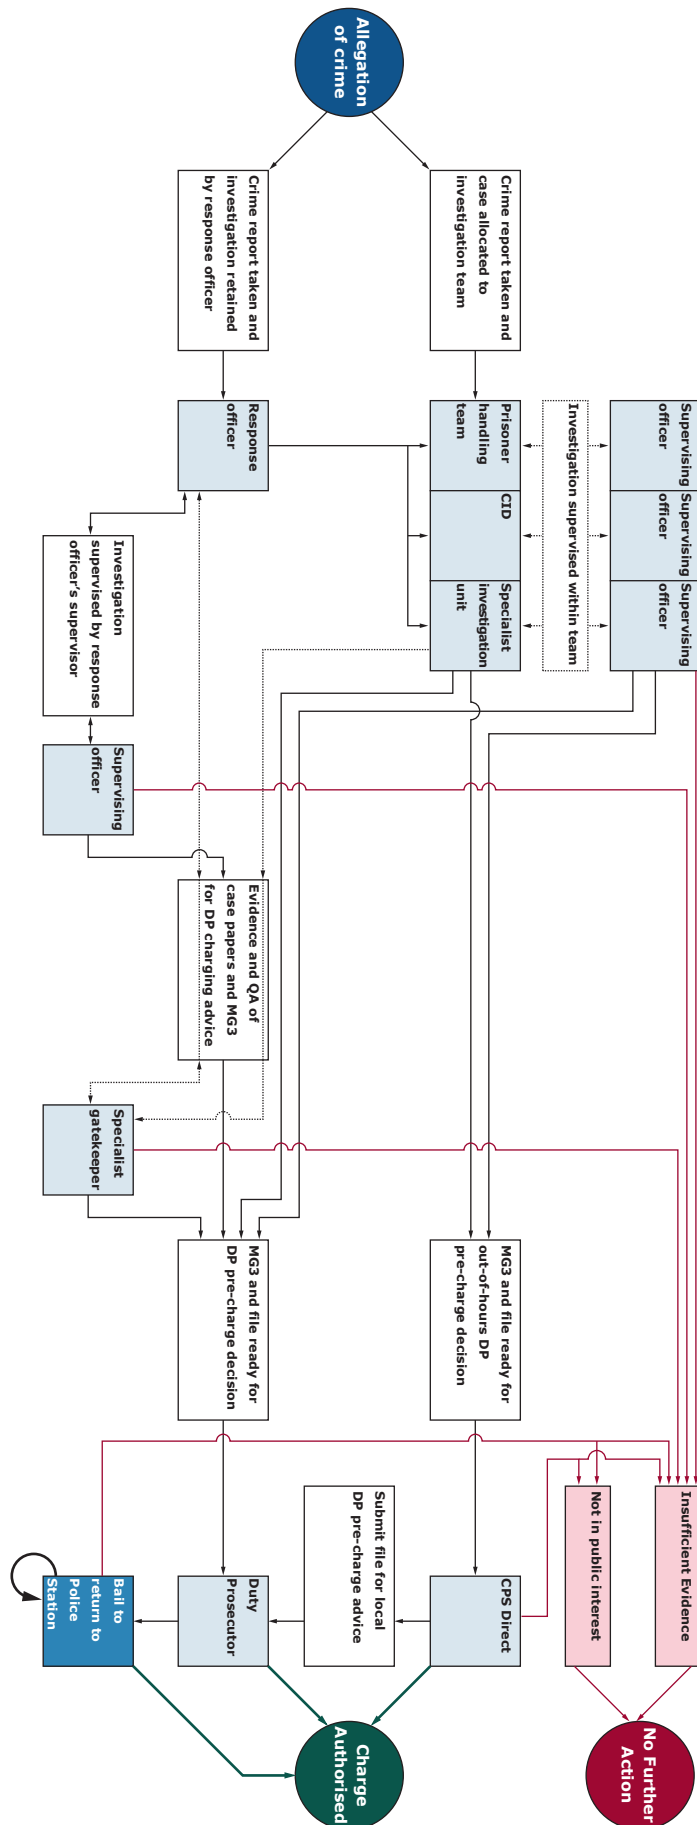 Allegation
of crime
Crime report taken and
case allocated to
investigation team
Crime report taken and
investigation retained
by response officer
Supervising
officer
Supervising
officer
Supervising
officer
Investigation supervised within team
Prisoner
handling
team
CID
Specialist
investigation
unit
Response
officer
Investigation
supervised by response
officer's supervisor
Supervising
officer
Evidence and QA of
case papers and MG3
for DP charging advice
Specialist
gatekeeper
MG3 and file ready for
out-of-hours DP
pre-charge decision
MG3 and file ready for
DP pre-charge decision
Insufficient Evidence
Not in public interest
Submit file for local
DP pre-charge advice
CPS Direct
Duty
Prosecutor
Bail to
return to
Police
Station
No Further
Action
Charge
Authorised